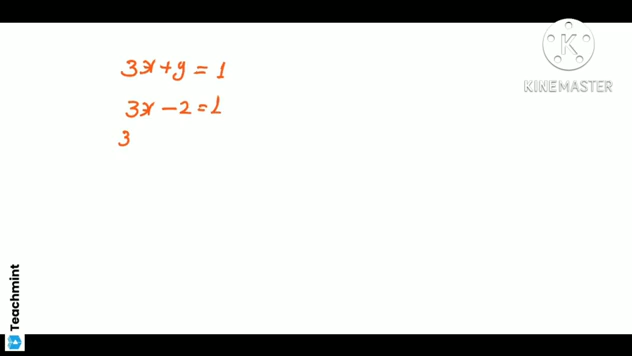 3x + y = 1
3x - 2 = 1
3
KINEMASTER
Teachmint